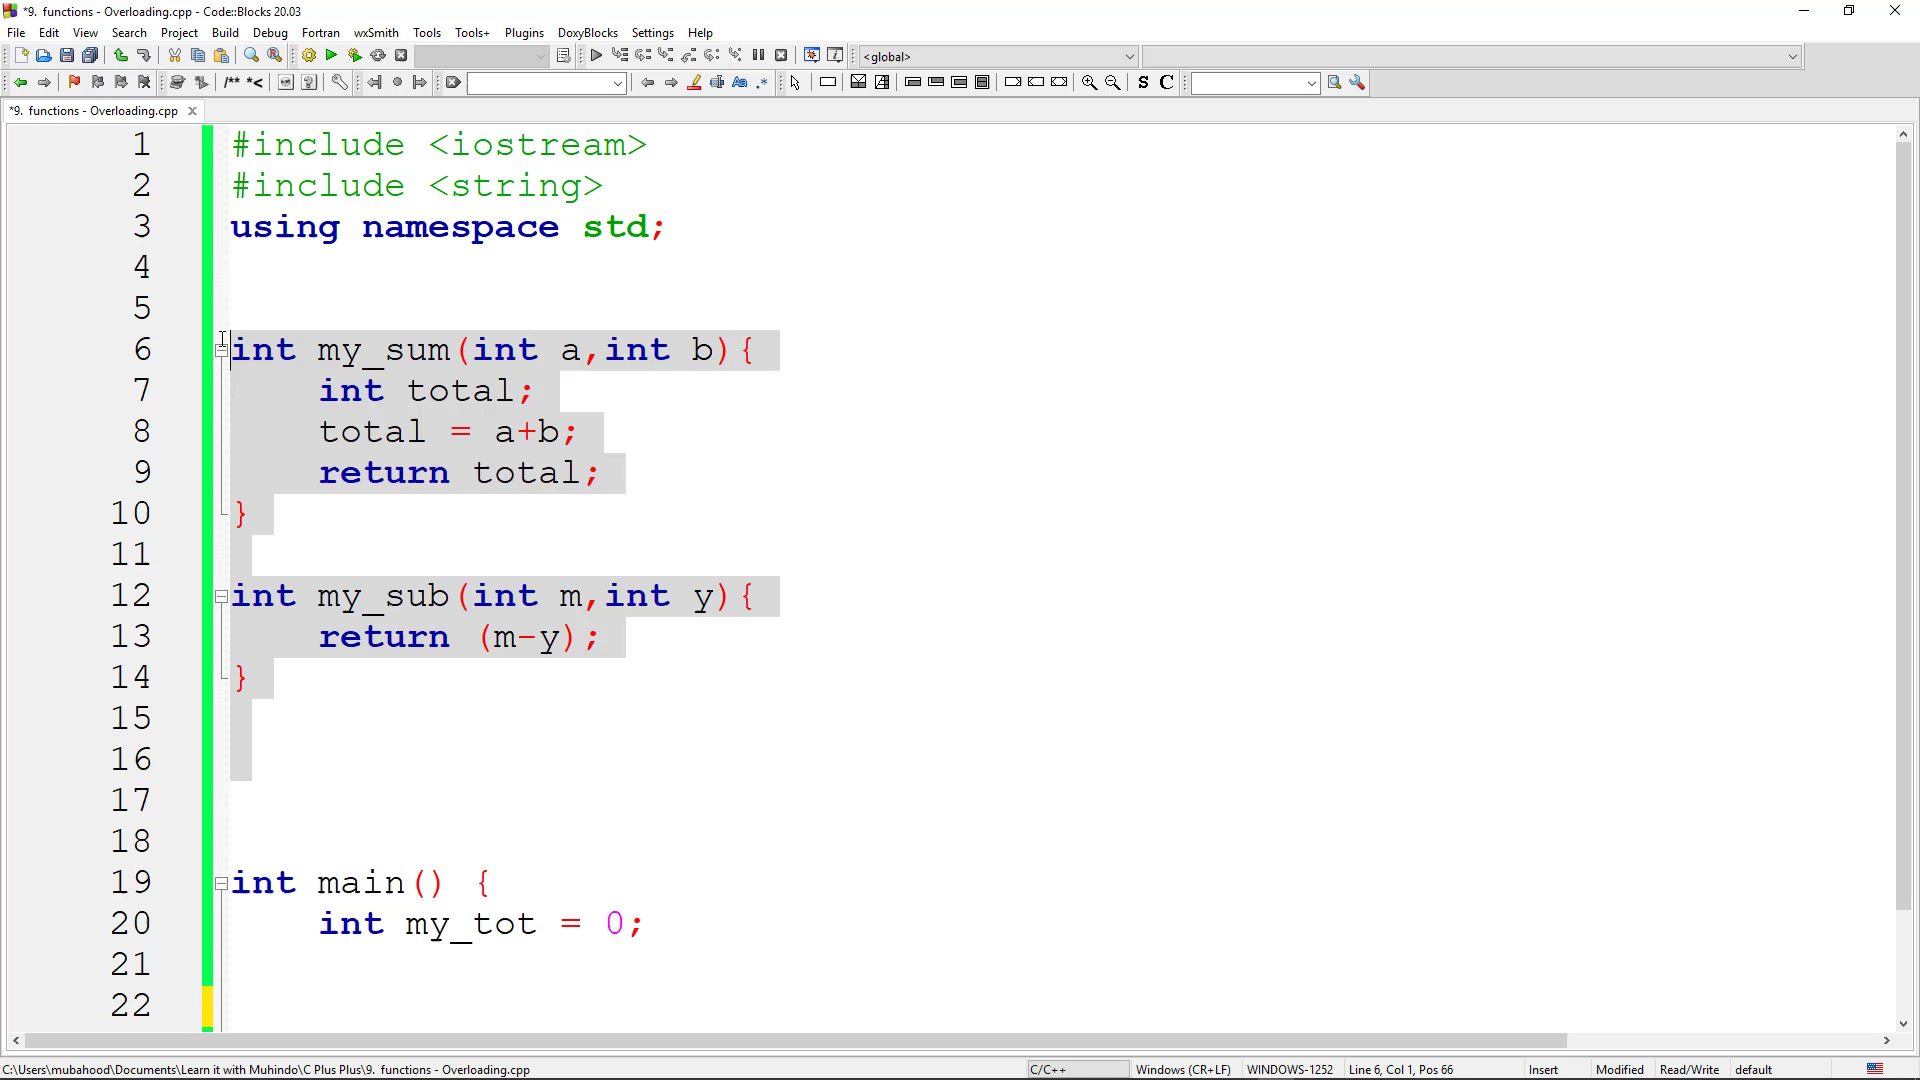 *9. functions - Overloading.cpp - Code::Blocks 20.03
File Edit View Search Project Build Debug Fortran wxSmith Tools Tools+ Plugins DoxyBlocks Settings Help
<global>
/** *< Aa .* S C
*9. functions - Overloading.cpp
1 #include <iostream>
2 #include <string>
3 using namespace std;
4
5
6 int my_sum(int a,int b){
7 int total;
8 total = a+b;
9 return total;
10 }
11
12 int my_sub(int m,int y){
13 return (m-y);
14 }
15
16
17
18
19 int main() {
20 int my_tot = 0;
21
22
C:\Users\mubahood\Documents\Learn it with Muhindo\C Plus Plus\9. functions - Overloading.cpp C/C++ Windows (CR+LF) WINDOWS-1252 Line 6, Col 1, Pos 66 Insert Modified Read/Write default